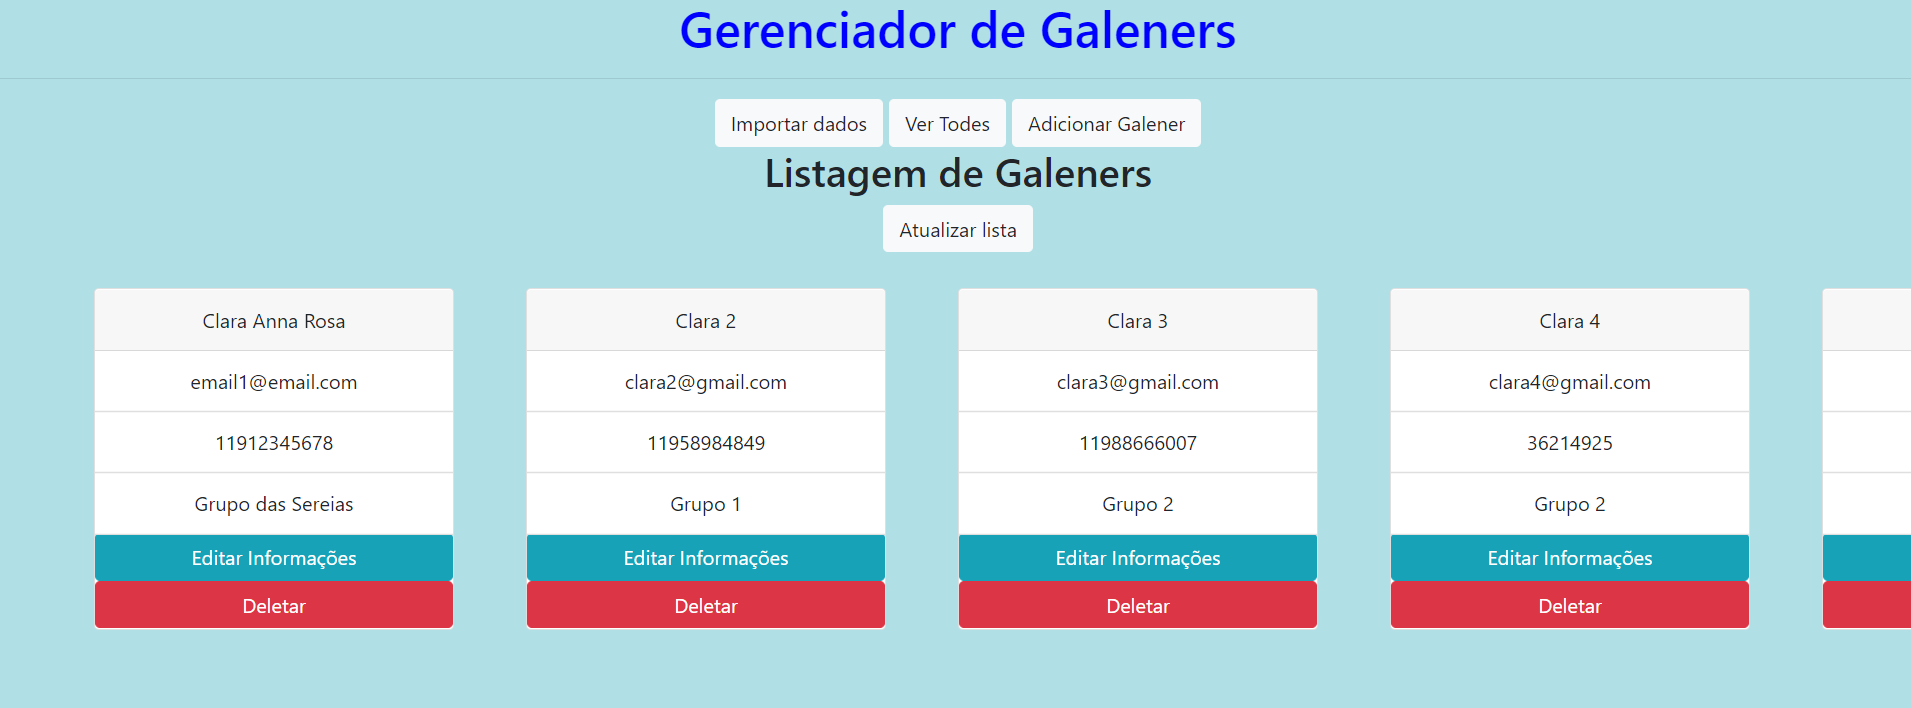 Gerenciador de Galeners
Importar dados Ver Todes Adicionar Galener
Listagem de Galeners
Atualizar lista
Clara Anna Rosa
email1@email.com
11912345678
Grupo das Sereias
Editar Informações
Deletar
Clara 2
clara2@gmail.com
11958984849
Grupo 1
Editar Informações
Deletar
Clara 3
clara3@gmail.com
11988666007
Grupo 2
Editar Informações
Deletar
Clara 4
clara4@gmail.com
36214925
Grupo 2
Editar Informações
Deletar